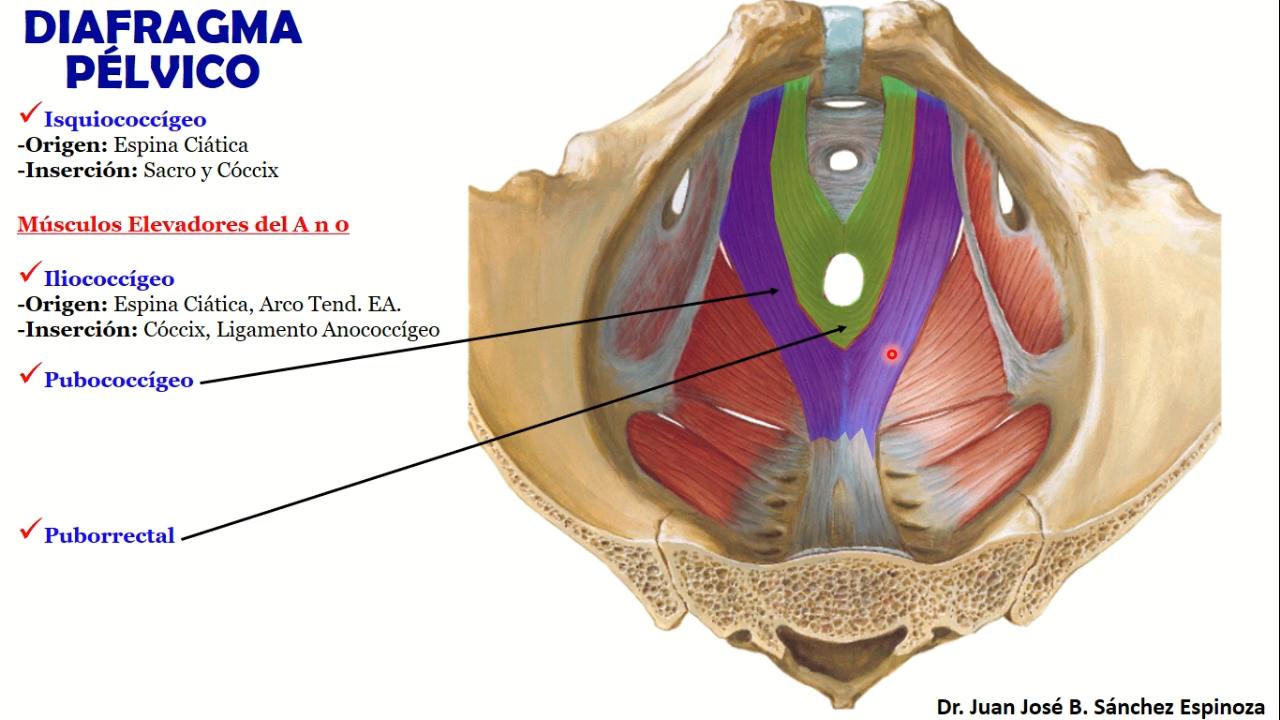 DIAFRAGMA
PÉLVICO
Isquiococcígeo
-Origen: Espina Ciática
-Inserción: Sacro y Cóccix
Músculos Elevadores del A n o
Iliococcígeo
-Origen: Espina Ciática, Arco Tend. EA.
-Inserción: Cóccix, Ligamento Anococcígeo
Pubococcígeo
Puborrectal
Dr. Juan José B. Sánchez Espinoza